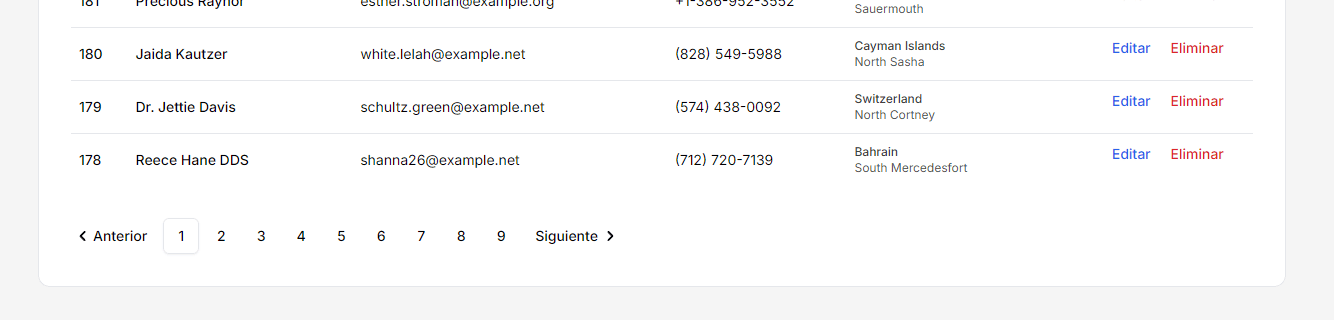 181 Precious Raynor esther.stroman@example.org +1-386-952-3552
Sauermouth
180 Jaida Kautzer white.lelah@example.net (828) 549-5988 Cayman Islands Editar Eliminar
North Sasha
179 Dr. Jettie Davis schultz.green@example.net (574) 438-0092 Switzerland Editar Eliminar
North Cortney
178 Reece Hane DDS shanna26@example.net (712) 720-7139 Bahrain Editar Eliminar
South Mercedesfort
Anterior 1 2 3 4 5 6 7 8 9 Siguiente